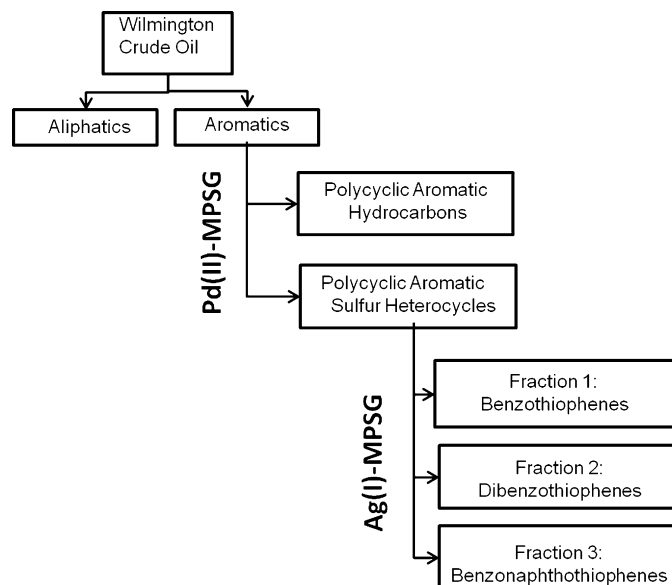 Wilmington
Crude Oil
Aliphatics
Aromatics
Pd(II)-MPSG
Polycyclic Aromatic
Hydrocarbons
Polycyclic Aromatic
Sulfur Heterocycles
Ag(I)-MPSG
Fraction 1:
Benzothiophenes
Fraction 2:
Dibenzothiophenes
Fraction 3:
Benzonaphthothiophenes